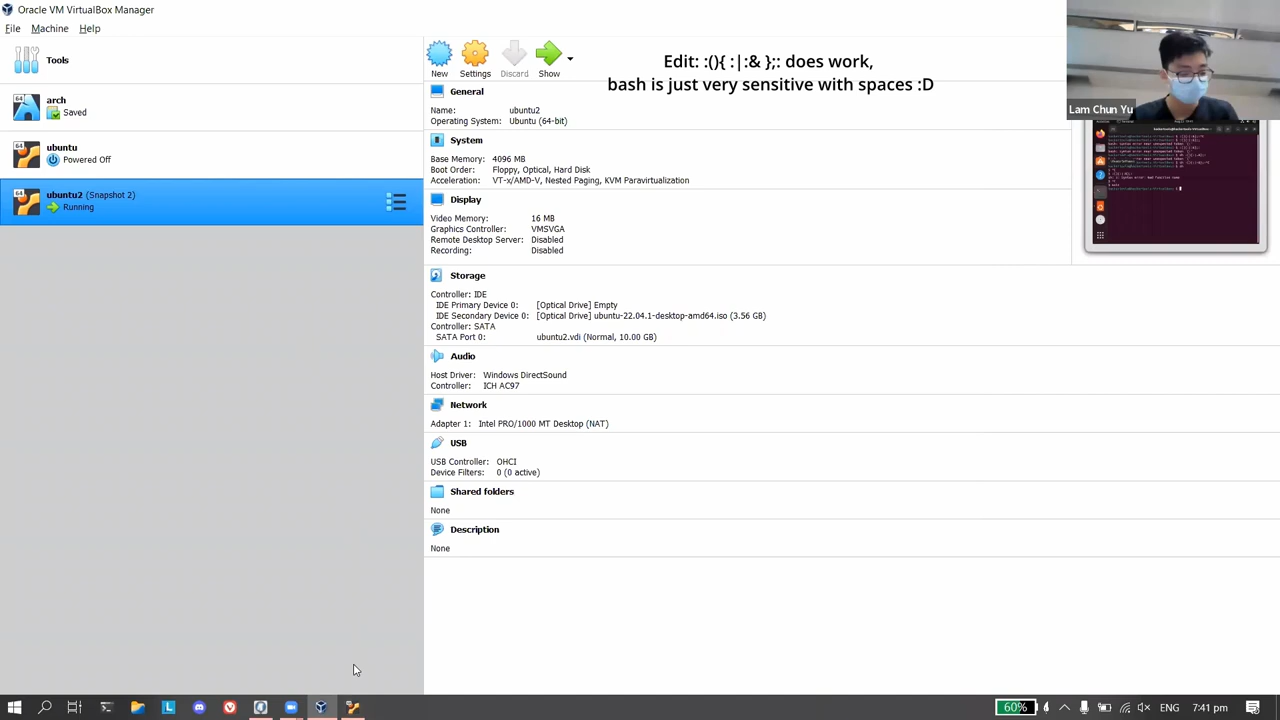 Oracle VM VirtualBox Manager
File Machine Help
Tools
64
arch
Saved
64
ubuntu
Powered Off
64
ubuntu2 (Snapshot 2)
Running
New Settings Discard Show
Edit: :(){ :|:& };: does work,
bash is just very sensitive with spaces :D
Lam Chun Yu
General
Name: ubuntu2
Operating System: Ubuntu (64-bit)
System
Base Memory: 4096 MB
Boot Order: Floppy, Optical, Hard Disk
Acceleration: VT-x/AMD-V, Nested Paging, KVM Paravirtualization
Display
Video Memory: 16 MB
Graphics Controller: VMSVGA
Remote Desktop Server: Disabled
Recording: Disabled
Storage
Controller: IDE
IDE Primary Device 0: [Optical Drive] Empty
IDE Secondary Device 0: [Optical Drive] ubuntu-22.04.1-desktop-amd64.iso (3.56 GB)
Controller: SATA
SATA Port 0: ubuntu2.vdi (Normal, 10.00 GB)
Audio
Host Driver: Windows DirectSound
Controller: ICH AC97
Network
Adapter 1: Intel PRO/1000 MT Desktop (NAT)
USB
USB Controller: OHCI
Device Filters: 0 (0 active)
Shared folders
None
Description
None
60% ENG 7:41 pm